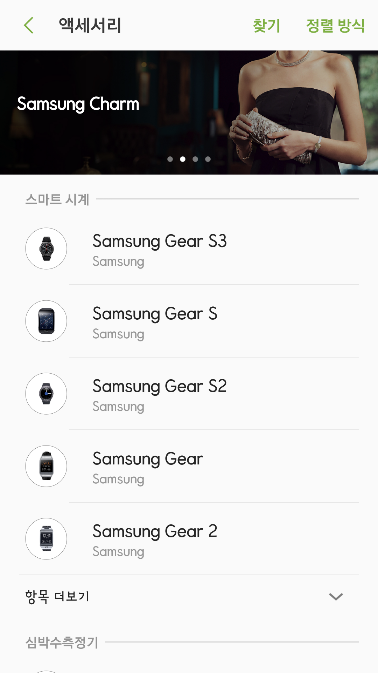 액세서리
찾기
정렬 방식
Samsung Charm
스마트 시계
Samsung Gear S3
Samsung
Samsung Gear S
Samsung
Samsung Gear S2
Samsung
Samsung Gear
Samsung
Samsung Gear 2
Samsung
항목 더보기
심박수측정기